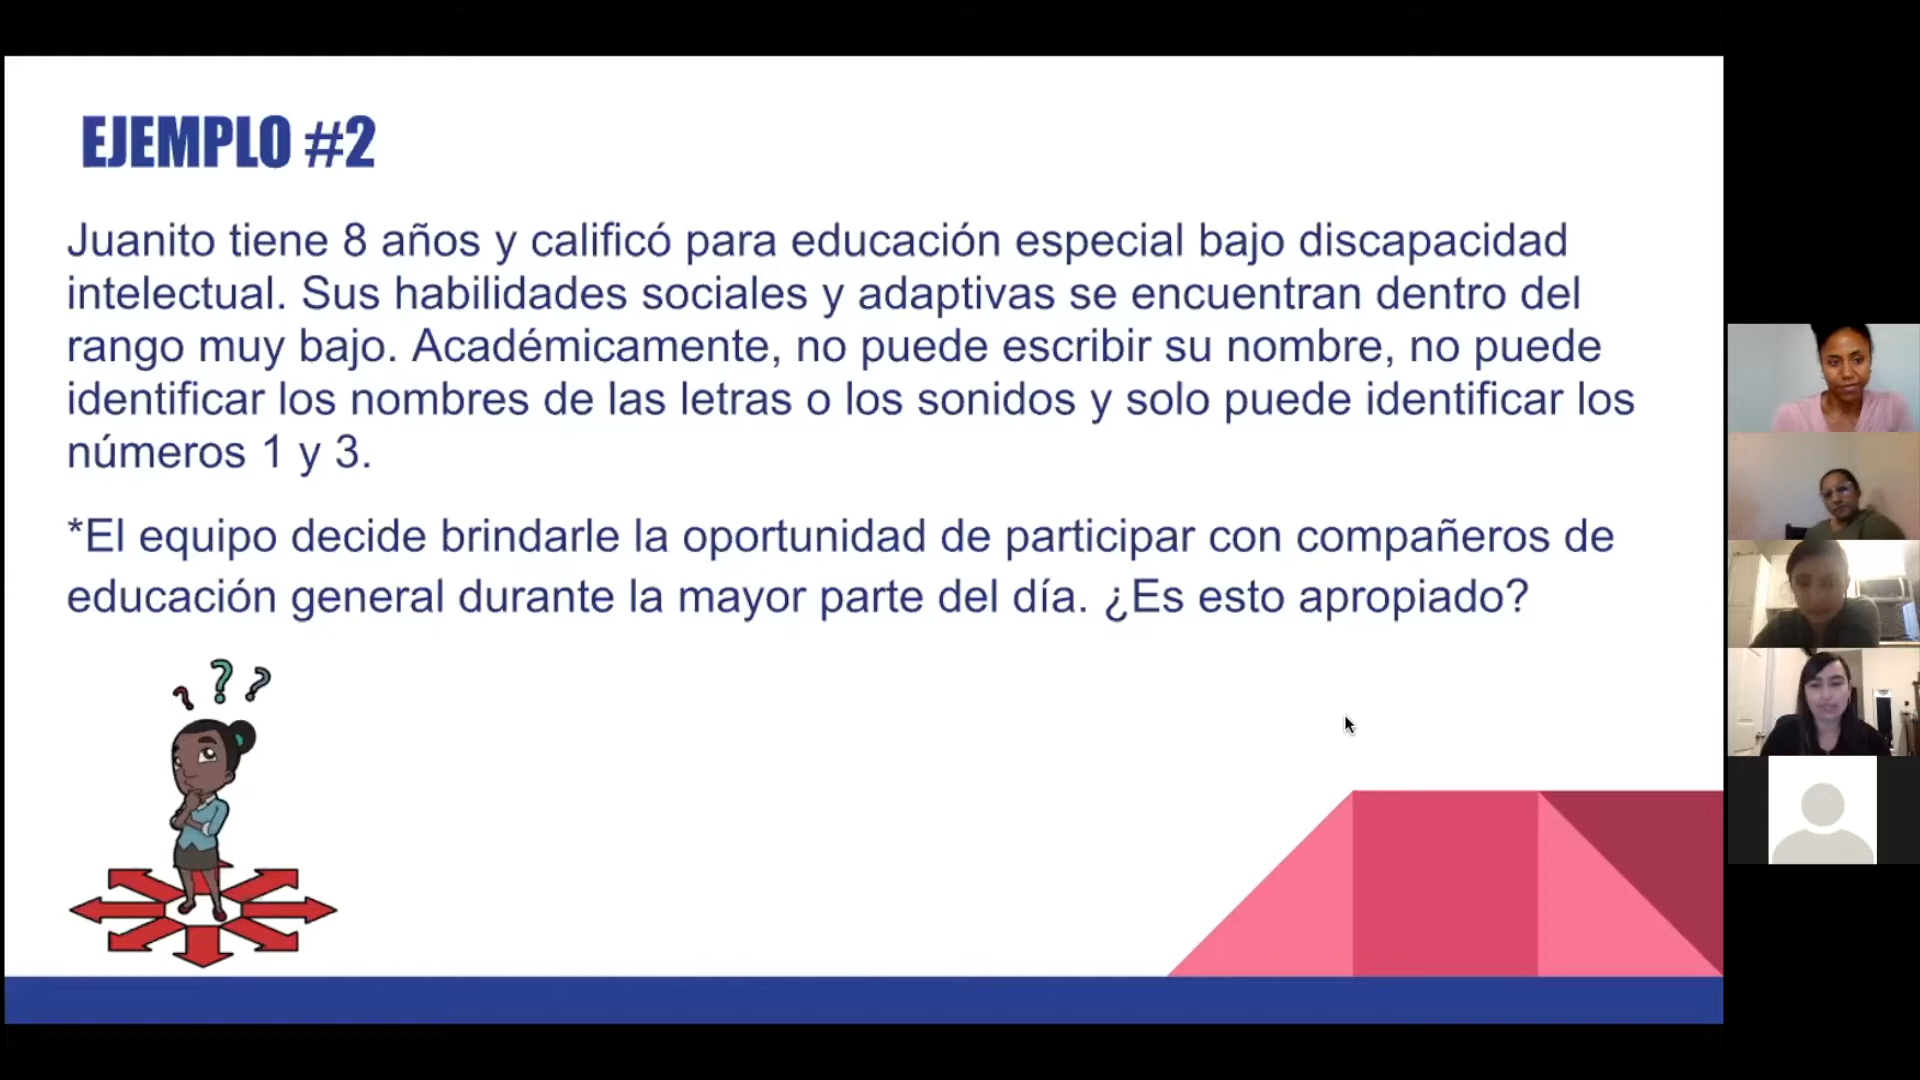 EJEMPLO #2
Juanito tiene 8 años y calificó para educación especial bajo discapacidad
intelectual. Sus habilidades sociales y adaptivas se encuentran dentro del
rango muy bajo. Académicamente, no puede escribir su nombre, no puede
identificar los nombres de las letras o los sonidos y solo puede identificar los
números 1 y 3.
*El equipo decide brindarle la oportunidad de participar con compañeros de
educación general durante la mayor parte del día. ¿Es esto apropiado?
? ? ?